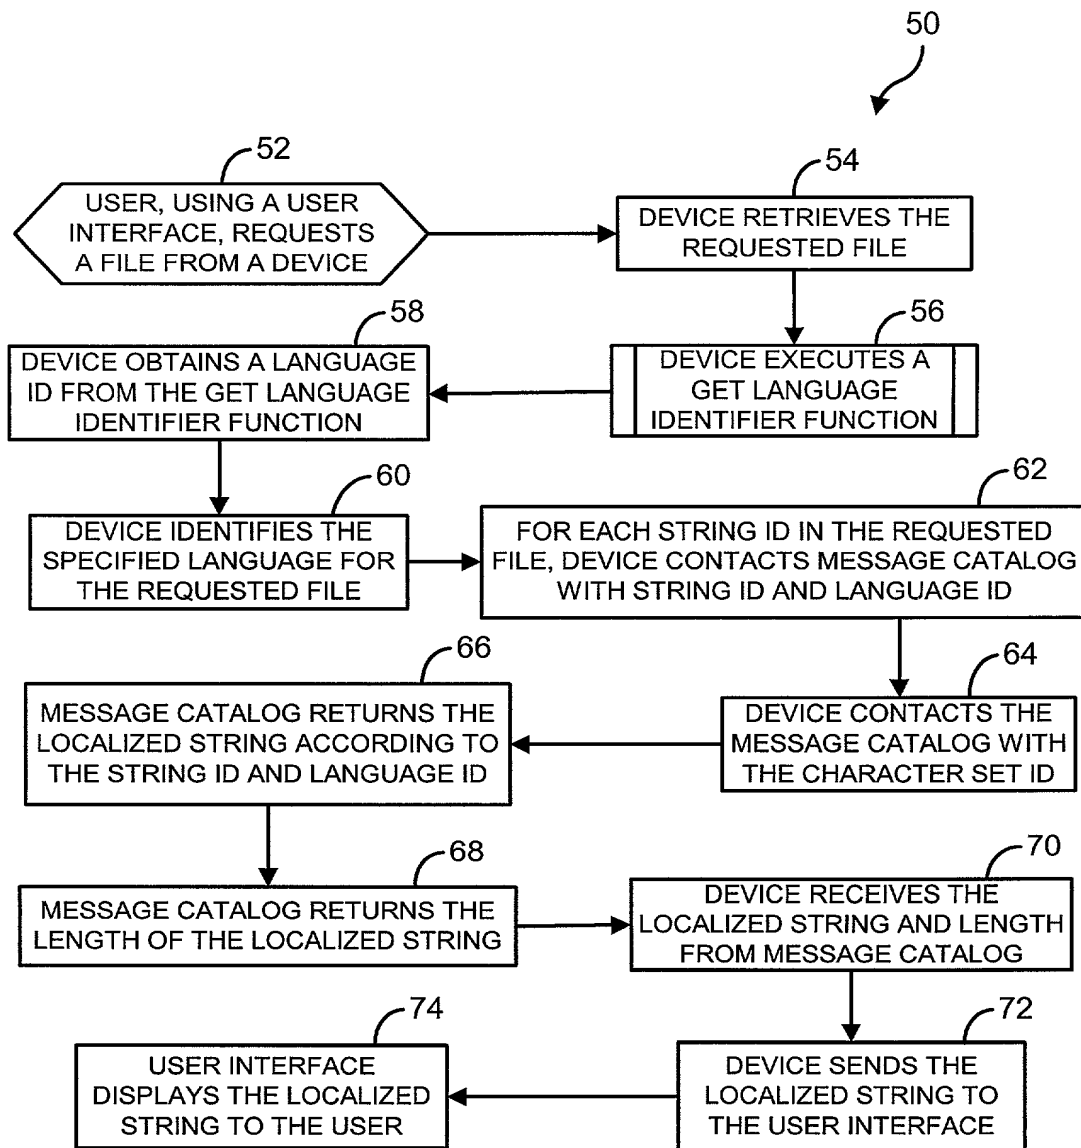 50
52
USER, USING A USER
INTERFACE, REQUESTS
A FILE FROM A DEVICE
54
DEVICE RETRIEVES THE
REQUESTED FILE
56
DEVICE EXECUTES A
GET LANGUAGE
IDENTIFIER FUNCTION
58
DEVICE OBTAINS A LANGUAGE
ID FROM THE GET LANGUAGE
IDENTIFIER FUNCTION
60
DEVICE IDENTIFIES THE
SPECIFIED LANGUAGE FOR
THE REQUESTED FILE
62
FOR EACH STRING ID IN THE REQUESTED
FILE, DEVICE CONTACTS MESSAGE CATALOG
WITH STRING ID AND LANGUAGE ID
64
DEVICE CONTACTS THE
MESSAGE CATALOG WITH
THE CHARACTER SET ID
66
MESSAGE CATALOG RETURNS THE
LOCALIZED STRING ACCORDING TO
THE STRING ID AND LANGUAGE ID
68
MESSAGE CATALOG RETURNS THE
LENGTH OF THE LOCALIZED STRING
70
DEVICE RECEIVES THE
LOCALIZED STRING AND LENGTH
FROM MESSAGE CATALOG
72
DEVICE SENDS THE
LOCALIZED STRING TO
THE USER INTERFACE
74
USER INTERFACE
DISPLAYS THE LOCALIZED
STRING TO THE USER